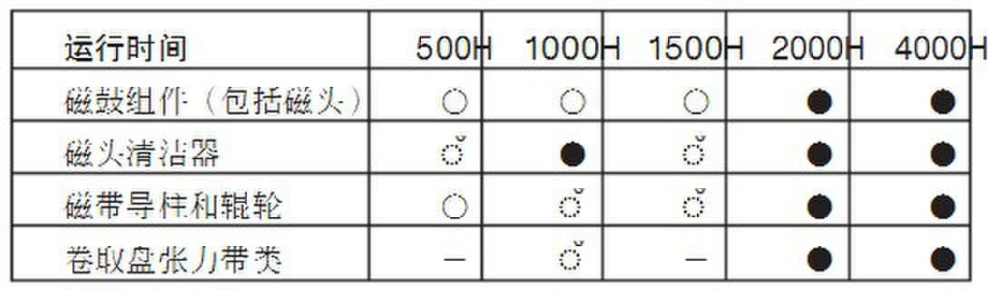 运行时间 500H 1000H 1500H 2000H 4000H
磁鼓组件（包括磁头） ○ ○ ○ ● ●
磁头清洁器 ◌̆ ● ◌̆ ● ●
磁带导柱和辊轮 ○ ◌̆ ◌̆ ● ●
卷取盘张力带类 – ◌̆ – ● ●